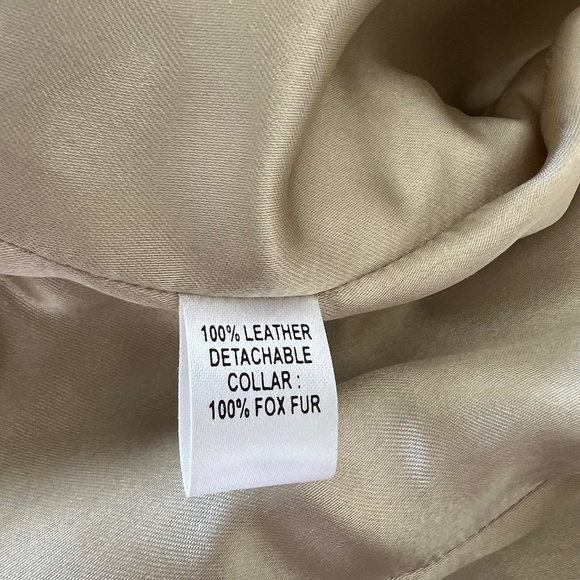 100% LEATHER
DETACHABLE
COLLAR :
100% FOX FUR